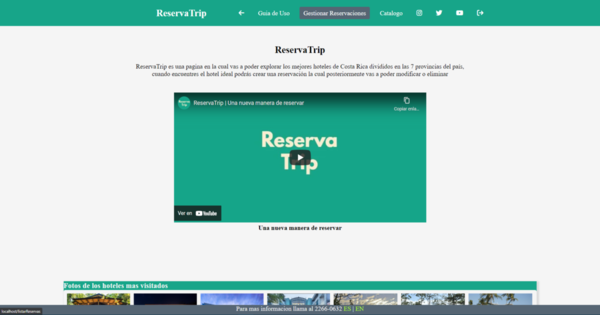 ReservaTrip
Guia de Uso
Gestionar Reservaciones
Catalogo
ReservaTrip
ReservaTrip es una pagina en la cual vas a poder explorar los mejores hoteles de Costa Rica divididos en las 7 provincias del pais,
cuando encuentres el hotel ideal podrás crear una reservación la cual posteriormente vas a poder modificar o eliminar
Reserva Trip
ReservaTrip | Una nueva manera de reservar
Copiar enla...
Reserva
Trip
Ver en YouTube
Una nueva manera de reservar
Fotos de los hoteles mas visitados
Para mas informacion llama al 2266-0632 ES | EN